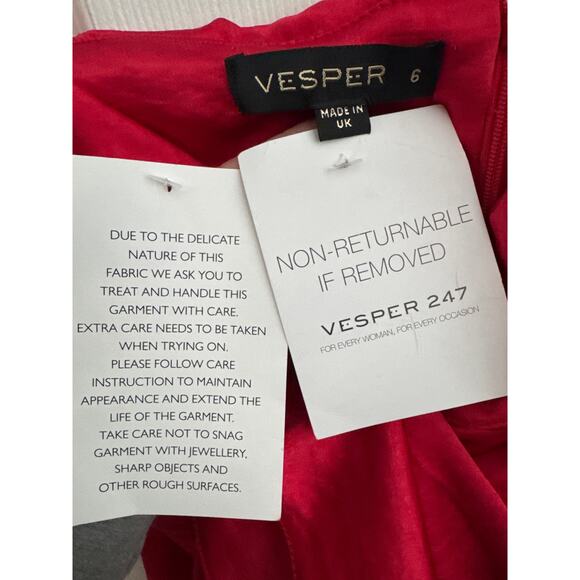 VESPER 6
MADE IN
UK
DUE TO THE DELICATE
NATURE OF THIS
FABRIC WE ASK YOU TO
TREAT AND HANDLE THIS
GARMENT WITH CARE.
EXTRA CARE NEEDS TO BE TAKEN
WHEN TRYING ON.
PLEASE FOLLOW CARE
INSTRUCTION TO MAINTAIN
APPEARANCE AND EXTEND THE
LIFE OF THE GARMENT.
TAKE CARE NOT TO SNAG
GARMENT WITH JEWELLERY,
SHARP OBJECTS AND
OTHER ROUGH SURFACES.
NON-RETURNABLE
IF REMOVED
VESPER 247
FOR EVERY WOMAN, FOR EVERY OCCASION